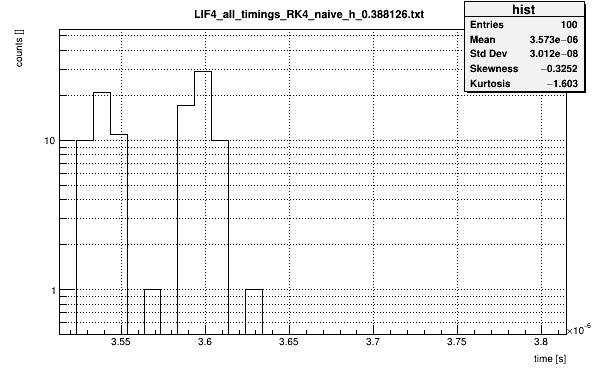 LIF4_all_timings_RK4_naive_h_0.388126.txt
hist
Entries 100
Mean 3.573e−06
Std Dev 3.012e−08
Skewness −0.3252
Kurtosis −1.603
counts []
10
1
3.55 3.6 3.65 3.7 3.75 3.8
×10⁻⁶
time [s]